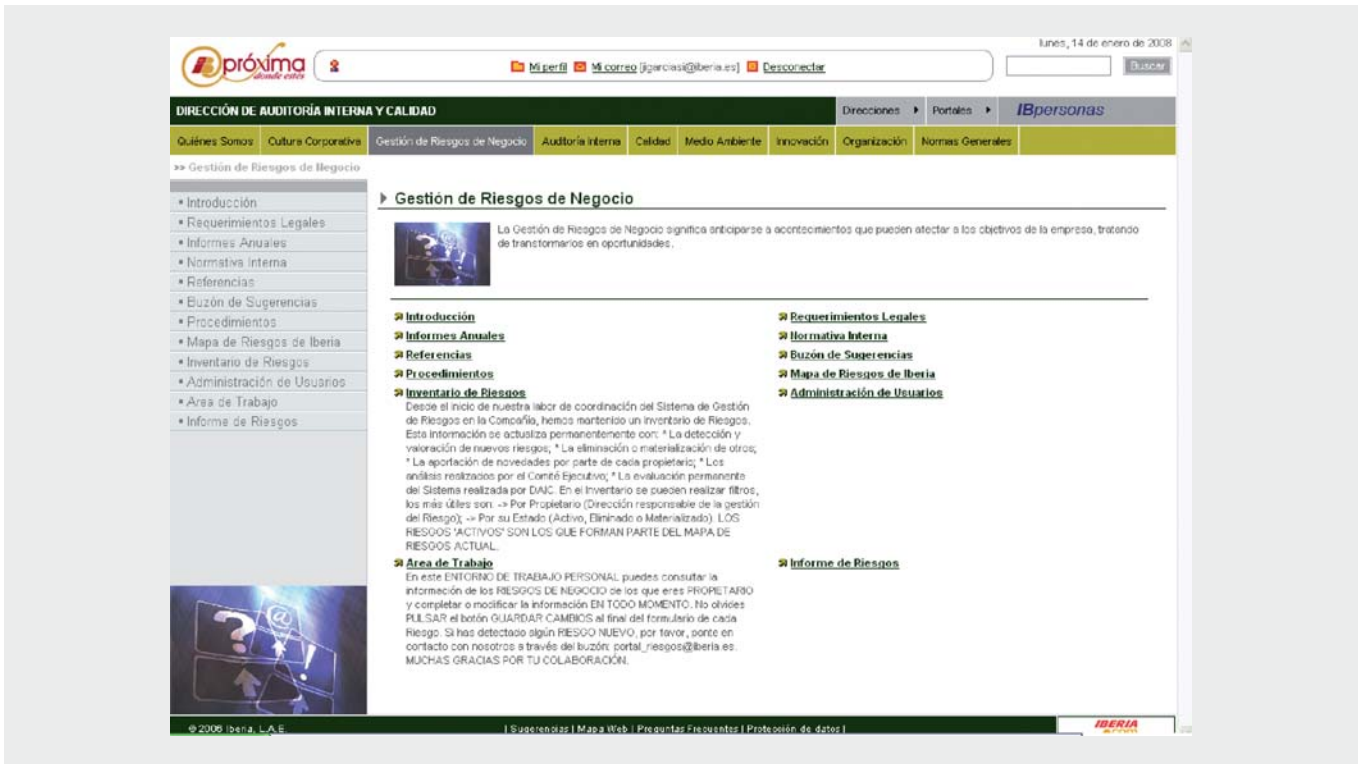 lunes, 14 de enero de 2008
próxima
donde estés
Mi perfil Mi correo [jgarciasi@iberia.es] Desconectar
Buscar
DIRECCIÓN DE AUDITORÍA INTERNA Y CALIDAD
Direcciones Portales IBpersonas
Quiénes Somos Cultura Corporativa Gestión de Riesgos de Negocio Auditoría Interna Calidad Medio Ambiente Innovación Organización Normas Generales
>> Gestión de Riesgos de Negocio
• Introducción
• Requerimientos Legales
• Informes Anuales
• Normativa Interna
• Referencias
• Buzón de Sugerencias
• Procedimientos
• Mapa de Riesgos de Iberia
• Inventario de Riesgos
• Administración de Usuarios
• Area de Trabajo
• Informe de Riesgos
Gestión de Riesgos de Negocio
La Gestión de Riesgos de Negocio significa anticiparse a acontecimientos que pueden afectar a los objetivos de la empresa, tratando
de transformarlos en oportunidades.
Introducción
Requerimientos Legales
Informes Anuales
Normativa Interna
Referencias
Buzón de Sugerencias
Procedimientos
Mapa de Riesgos de Iberia
Inventario de Riesgos
Administración de Usuarios
Desde el inicio de nuestra labor de coordinación del Sistema de Gestión
de Riesgos en la Compañía, hemos mantenido un Inventario de Riesgos.
Esta información se actualiza permanentemente con: * La detección y
valoración de nuevos riesgos; * La eliminación o materialización de otros;
* La aportación de novedades por parte de cada propietario; * Los
análisis realizados por el Comité Ejecutivo; * La evaluación permanente
del Sistema realizada por DAIC. En el Inventario se pueden realizar filtros,
los más útiles son: -> Por Propietario (Dirección responsable de la gestión
del Riesgo); -> Por su Estado (Activo, Eliminado o Materializado). LOS
RIESGOS "ACTIVOS" SON LOS QUE FORMAN PARTE DEL MAPA DE
RIESGOS ACTUAL.
Area de Trabajo
Informe de Riesgos
En este ENTORNO DE TRABAJO PERSONAL puedes consultar la
información de los RIESGOS DE NEGOCIO de los que eres PROPIETARIO
y completar o modificar la información EN TODO MOMENTO. No olvides
PULSAR el botón GUARDAR CAMBIOS al final del formulario de cada
Riesgo. Si has detectado algún RIESGO NUEVO, por favor, ponte en
contacto con nosotros a través del buzón: portal_riesgos@iberia.es.
MUCHAS GRACIAS POR TU COLABORACIÓN.
© 2006 Iberia, L.A.E.
| Sugerencias | Mapa Web | Preguntas Frecuentes | Protección de datos |
IBERIA
.com